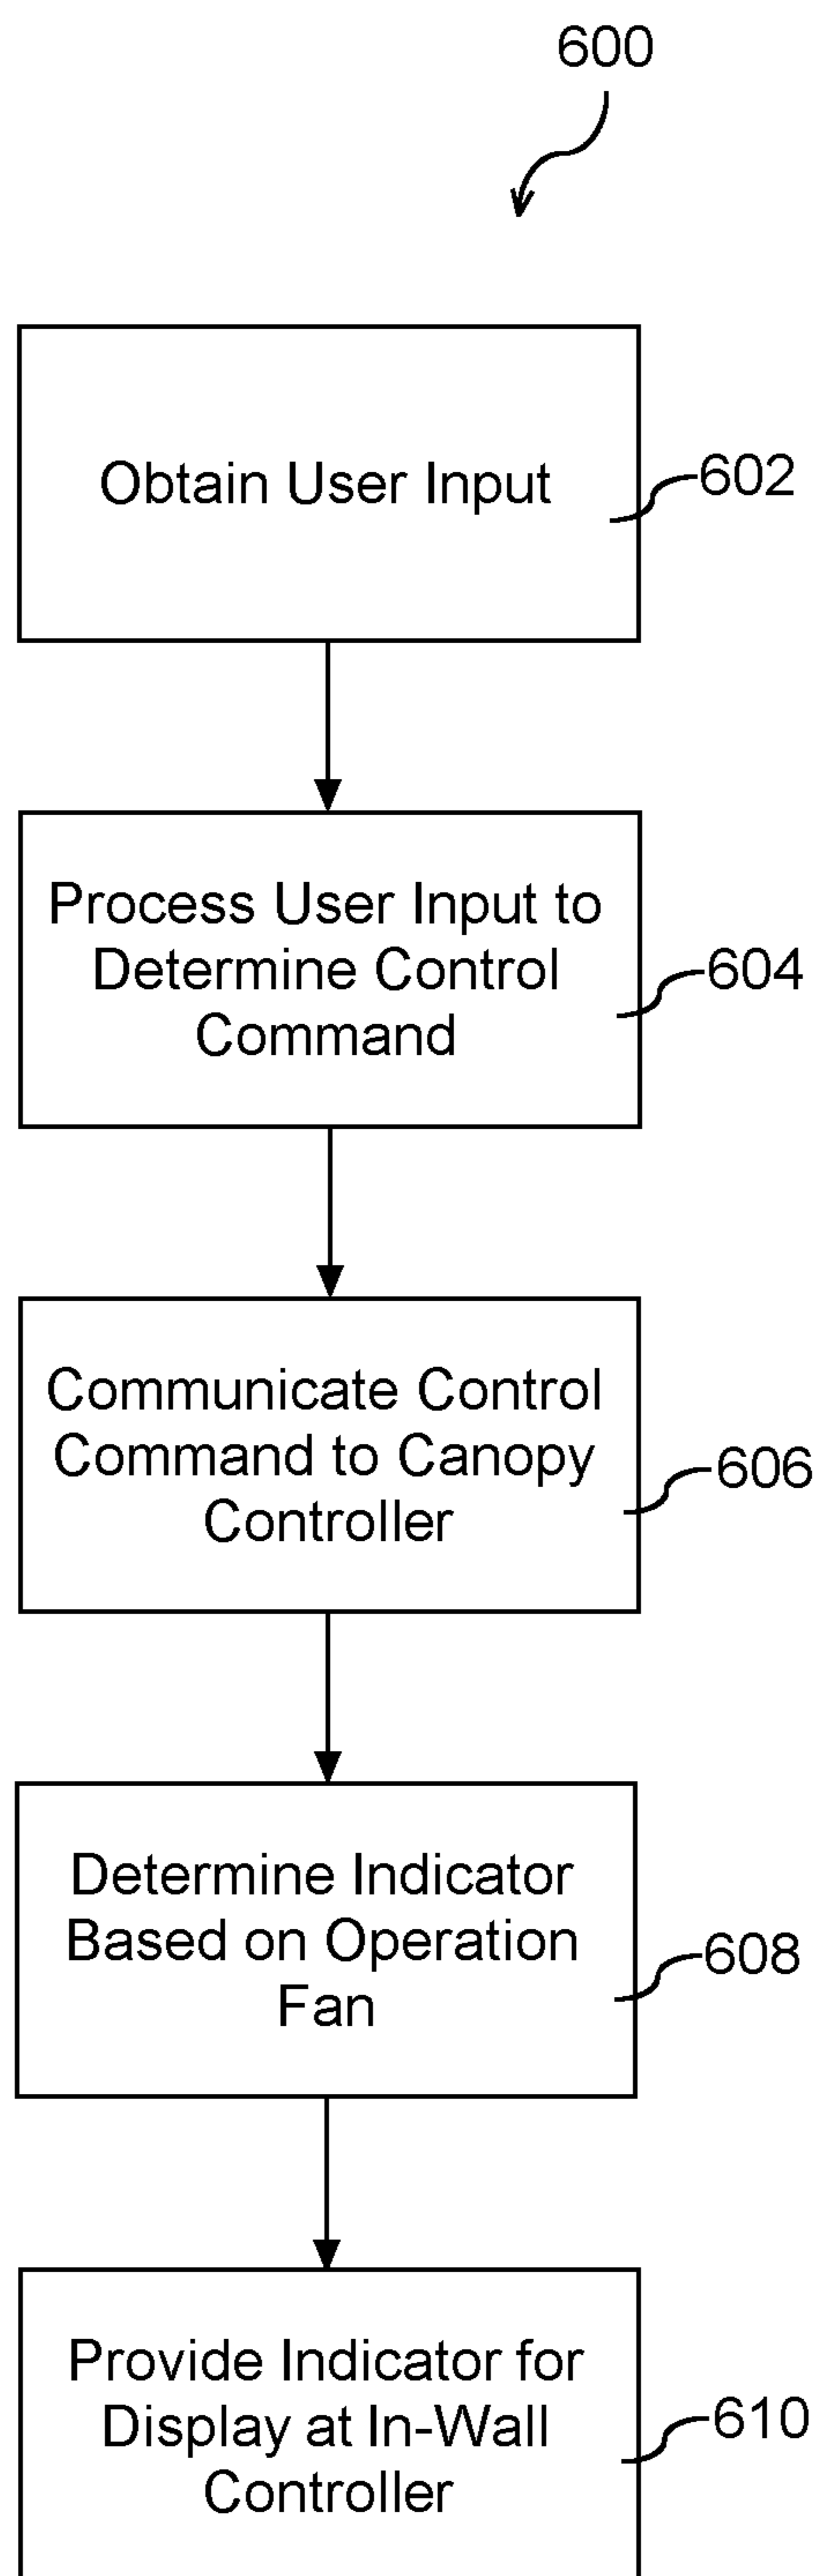 600
Obtain User Input
602
Process User Input to
Determine Control
Command
604
Communicate Control
Command to Canopy
Controller
606
Determine Indicator
Based on Operation
Fan
608
Provide Indicator for
Display at In-Wall
Controller
610